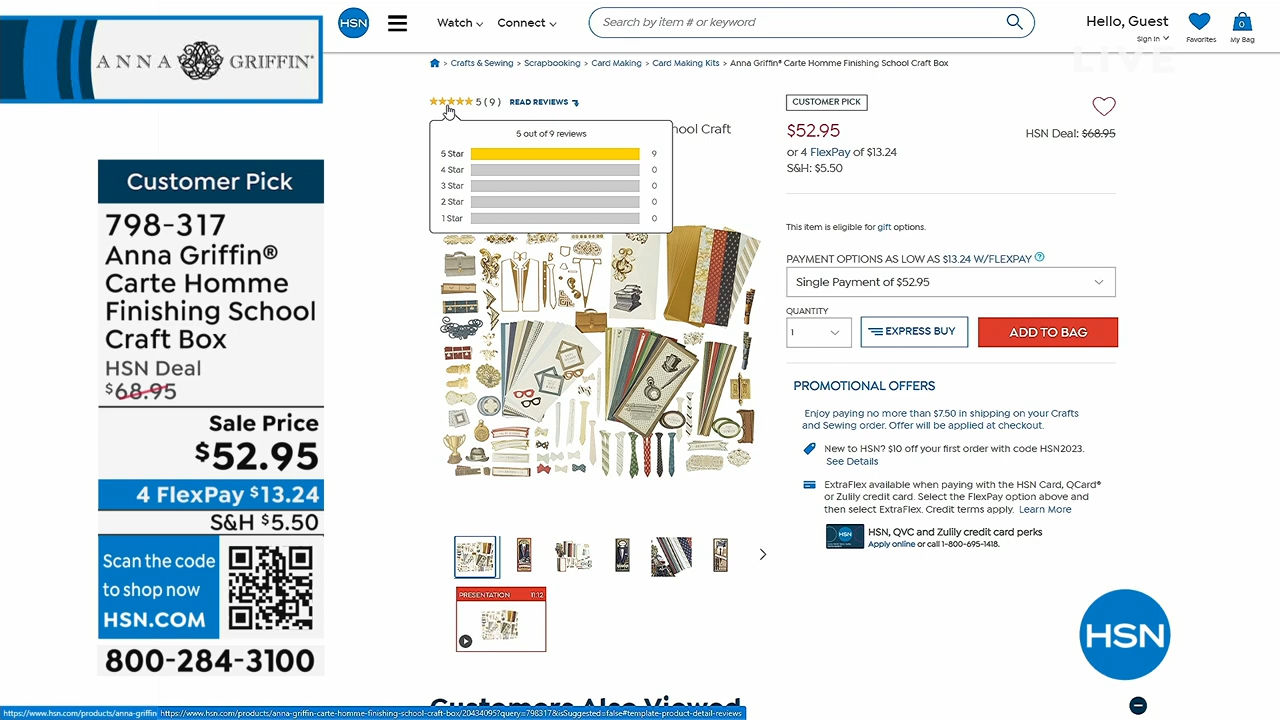 ANNA GRIFFIN®
Customer Pick
798-317
Anna Griffin®
Carte Homme
Finishing School
Craft Box
HSN Deal
$68.95
Sale Price
$52.95
4 FlexPay $13.24
S&H $5.50
Scan the code
to shop now
HSN.COM
800-284-3100
HSN
Watch
Connect
Search by item # or keyword
Hello, Guest
Sign In
Favorites
0
My Bag
LIVE
> Crafts & Sewing > Scrapbooking > Card Making > Card Making Kits > Anna Griffin® Carte Homme Finishing School Craft Box
5 ( 9 ) READ REVIEWS
5 out of 9 reviews
5 Star 9
4 Star 0
3 Star 0
2 Star 0
1 Star 0
hool Craft
PRESENTATION 11:12
Customers Also Viewed
CUSTOMER PICK
$52.95
HSN Deal: $68.95
or 4 FlexPay of $13.24
S&H: $5.50
This item is eligible for gift options.
PAYMENT OPTIONS AS LOW AS $13.24 W/FLEXPAY ?
Single Payment of $52.95
QUANTITY
1
EXPRESS BUY
ADD TO BAG
PROMOTIONAL OFFERS
Enjoy paying no more than $7.50 in shipping on your Crafts
and Sewing order. Offer will be applied at checkout.
New to HSN? $10 off your first order with code HSN2023.
See Details
ExtraFlex available when paying with the HSN Card, QCard®
or Zulily credit card. Select the FlexPay option above and
then select ExtraFlex. Credit terms apply. Learn More
HSN
HSN, QVC and Zulily credit card perks
Apply online or call 1-800-695-1418.
HSN
https://www.hsn.com/products/anna-griffin
https://www.hsn.com/products/anna-griffin-carte-homme-finishing-school-craft-box/20434095?query=798317&isSuggested=false#template-product-detail-reviews